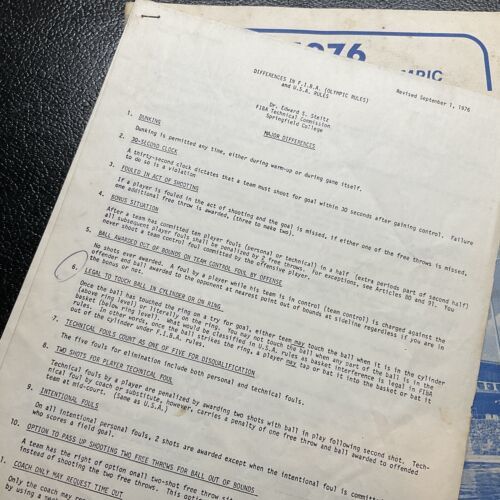 1976
MPIC
Revised September 1, 1976
DIFFERENCES IN F.I.B.A. (OLYMPIC RULES)
and U.S.A. RULES
Dr. Edward S. Steitz
FIBA Technical Commission
Springfield College
MAJOR DIFFERENCES
1. DUNKING
Dunking is permitted any time, either during warm-up or during game itself.
2. 30-SECOND CLOCK
A thirty-second clock dictates that a team must shoot for goal within 30 seconds after gaining control. Failure
to do so is a violation
3. FOULED IN ACT OF SHOOTING
If a player is fouled in the act of shooting and the goal is missed, if either one of the free throws is missed,
one additional free throw is awarded, (three to make two).
4. BONUS SITUATION
After a team has committed ten player fouls (personal or technical) in a half (extra periods part of second half)
all subsequent player fouls shall be penalized by 2 free throws. For exceptions, see Articles 80 and 91. You
never shoot a team control foul committed by the offensive player.
5. BALL AWARDED OUT OF BOUNDS ON TEAM CONTROL FOUL BY OFFENSE
No shots ever awarded. A foul by a player while his team is in control (team control) is charged against the
offender and ball awarded to the opponent at nearest point out of bounds at sideline regardless if you are in
the bonus or not.
6. LEGAL TO TOUCH BALL IN CYLINDER OR ON RING
Once the ball has touched the ring on a try for goal, either team may touch the ball when it is in the cylinder
(above ring level) or literally on the ring. You may not touch the ball when any part of the ball is in the
basket (below ring level). What would be classified in U.S.A. rules as basket interference is legal in FIBA
rules. In other words, once the ball strikes the ring, a player may tap or bat it into the basket or bat it
out of the cylinder under F.I.B.A. rules.
7. TECHNICAL FOULS COUNT AS ONE OF FIVE FOR DISQUALIFICATION
The five fouls for elimination include both personal and technical fouls.
8. TWO SHOTS FOR PLAYER TECHNICAL FOUL
Technical fouls by a player are penalized by awarding two shots with ball in play following second shot. Tech-
nical foul by coach or substitute, however, carries a penalty of one free throw and ball awarded to offended
team at mid-court. (Same as U.S.A.)
9. INTENTIONAL FOULS
On all intentional personal fouls, 2 shots are awarded except when the intentional foul is committ
who scores a field goal.
10. OPTION TO PASS UP SHOOTING TWO FREE THROWS FOR BALL OUT OF BOUNDS
A team has the right of option on all two-shot free throw sit
instead of shooting the two free throws. This optio
1. COACH ONLY MAY REQUEST TIME OUT
Only the coach may req
by using a